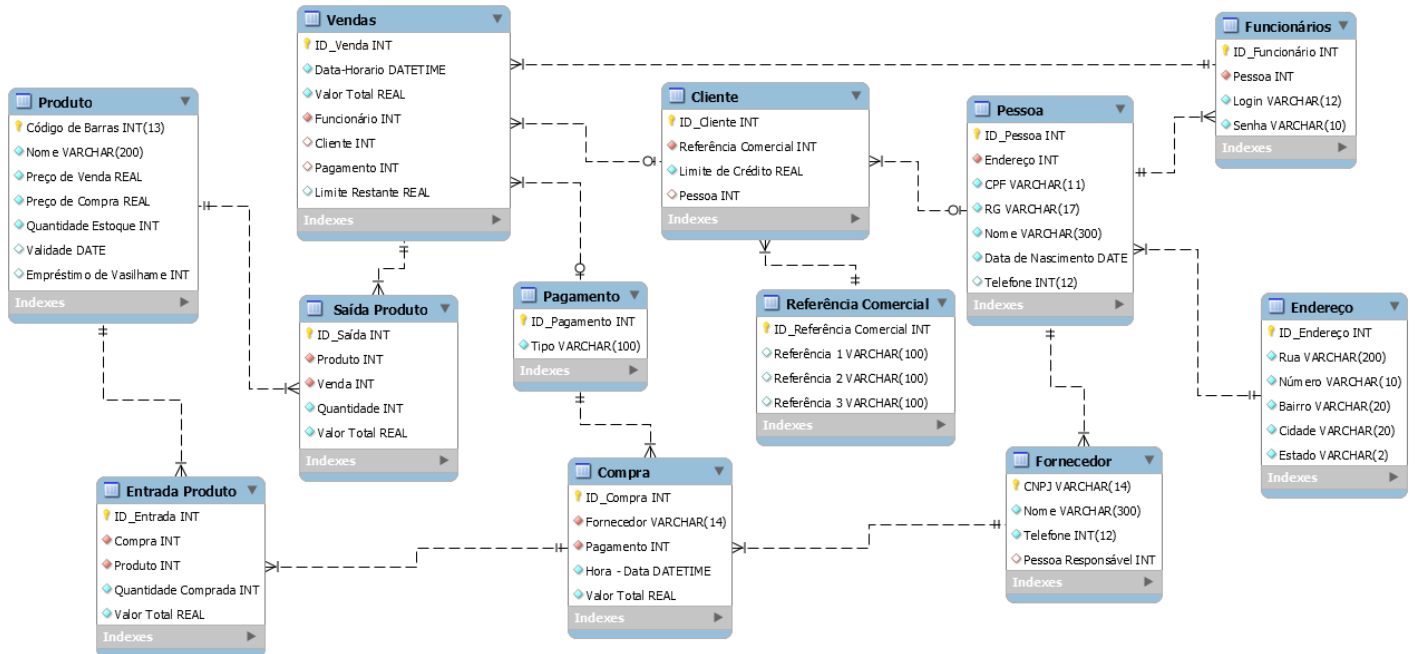 Vendas
ID_Venda INT
Data-Horario DATETIME
Valor Total REAL
Funcionário INT
Cliente INT
Pagamento INT
Limite Restante REAL
Indexes
Funcionários
ID_Funcionário INT
Pessoa INT
Login VARCHAR(12)
Senha VARCHAR(10)
Indexes
Produto
Código de Barras INT(13)
Nome VARCHAR(200)
Preço de Venda REAL
Preço de Compra REAL
Quantidade Estoque INT
Validade DATE
Empréstimo de Vasilhame INT
Indexes
Cliente
ID_Cliente INT
Referência Comercial INT
Limite de Crédito REAL
Pessoa INT
Indexes
Pessoa
ID_Pessoa INT
Endereço INT
CPF VARCHAR(11)
RG VARCHAR(17)
Nome VARCHAR(300)
Data de Nascimento DATE
Telefone INT(12)
Indexes
Saída Produto
ID_Saída INT
Produto INT
Venda INT
Quantidade INT
Valor Total REAL
Indexes
Pagamento
ID_Pagamento INT
Tipo VARCHAR(100)
Indexes
Referência Comercial
ID_Referência Comercial INT
Referência 1 VARCHAR(100)
Referência 2 VARCHAR(100)
Referência 3 VARCHAR(100)
Indexes
Endereço
ID_Endereço INT
Rua VARCHAR(200)
Número VARCHAR(10)
Bairro VARCHAR(20)
Cidade VARCHAR(20)
Estado VARCHAR(2)
Indexes
Entrada Produto
ID_Entrada INT
Compra INT
Produto INT
Quantidade Comprada INT
Valor Total REAL
Indexes
Compra
ID_Compra INT
Fornecedor VARCHAR(14)
Pagamento INT
Hora - Data DATETIME
Valor Total REAL
Indexes
Fornecedor
CNPJ VARCHAR(14)
Nome VARCHAR(300)
Telefone INT(12)
Pessoa Responsável INT
Indexes